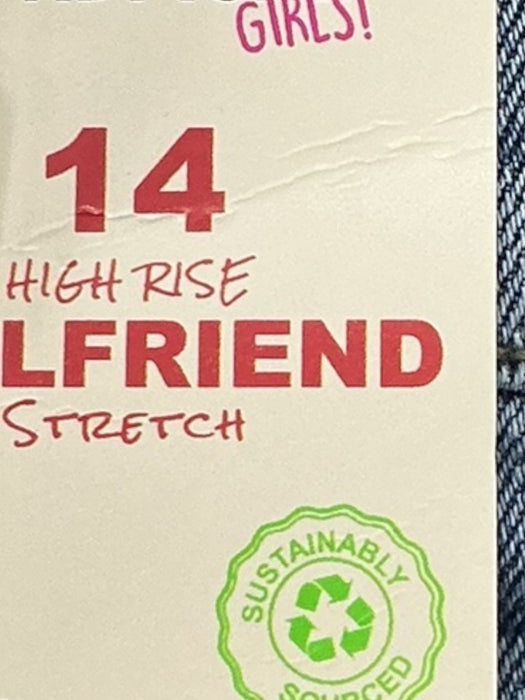 GIRLS!
14
HIGH RISE
LFRIEND
STRETCH
SUSTAINABLY
SOURCED